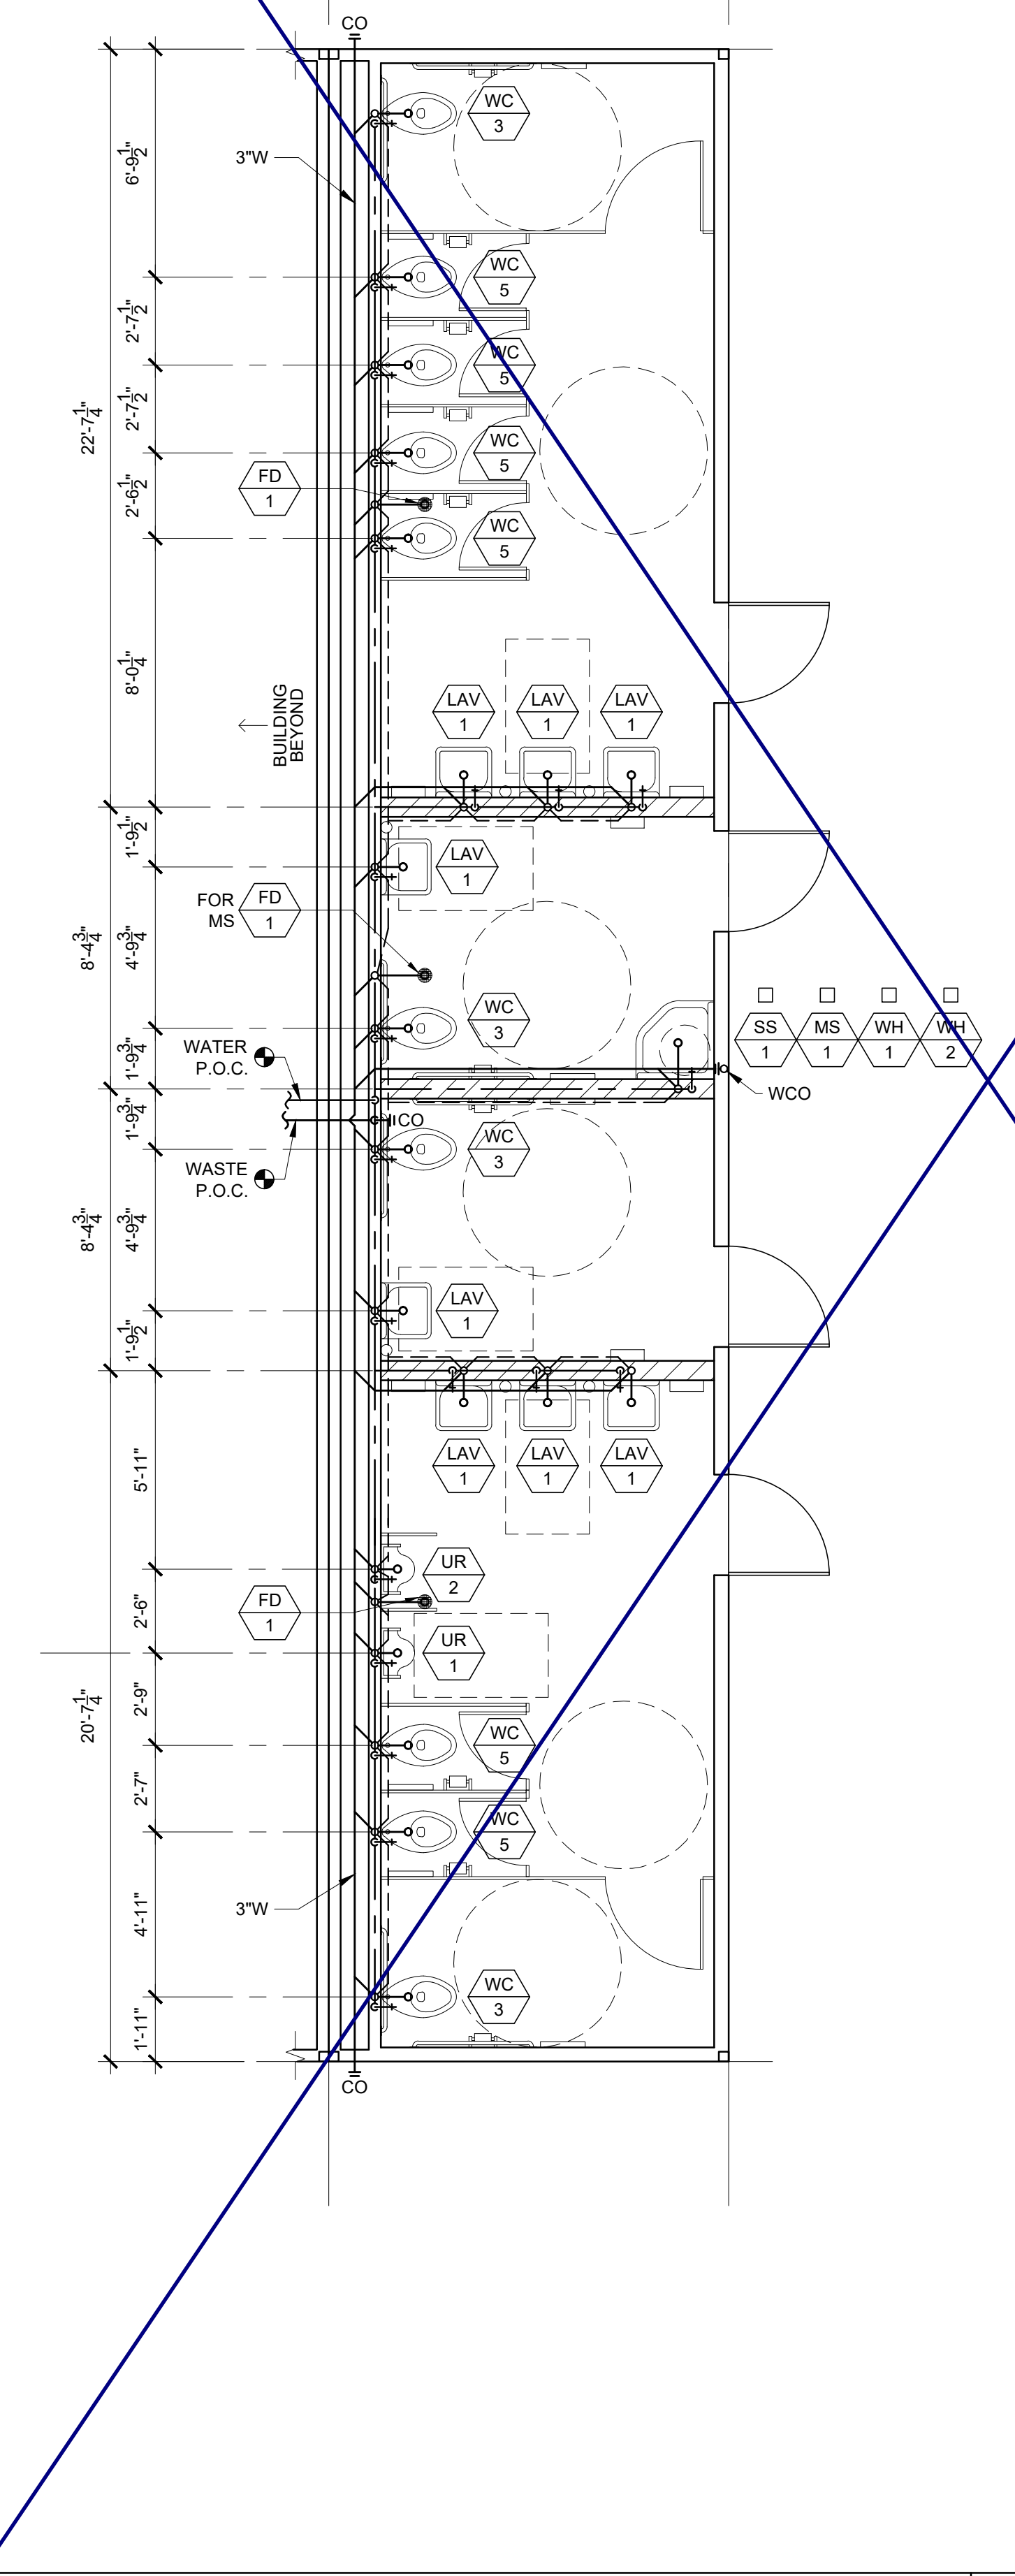 CO
WC
3
6'-9 1/2"
3"W
WC
5
2'-7 1/2"
WC
5
2'-7 1/2"
22'-7 1/4"
WC
5
2'-6 1/2"
FD
1
WC
5
8'-0 1/4"
BUILDING
BEYOND
LAV
1
LAV
1
LAV
1
1'-9 1/2"
LAV
1
FOR
MS
FD
1
8'-4 3/4"
4'-9 3/4"
WC
3
SS
1
MS
1
WH
1
WH
2
1'-9 3/4"
WATER
P.O.C.
WCO
1'-9 3/4"
CO
WC
3
WASTE
P.O.C.
8'-4 3/4"
4'-9 3/4"
LAV
1
1'-9 1/2"
LAV
1
LAV
1
LAV
1
5'-11"
UR
2
FD
1
2'-6"
UR
1
20'-7 1/4"
2'-9"
WC
5
2'-7"
WC
5
3"W
4'-11"
WC
3
1'-11"
CO